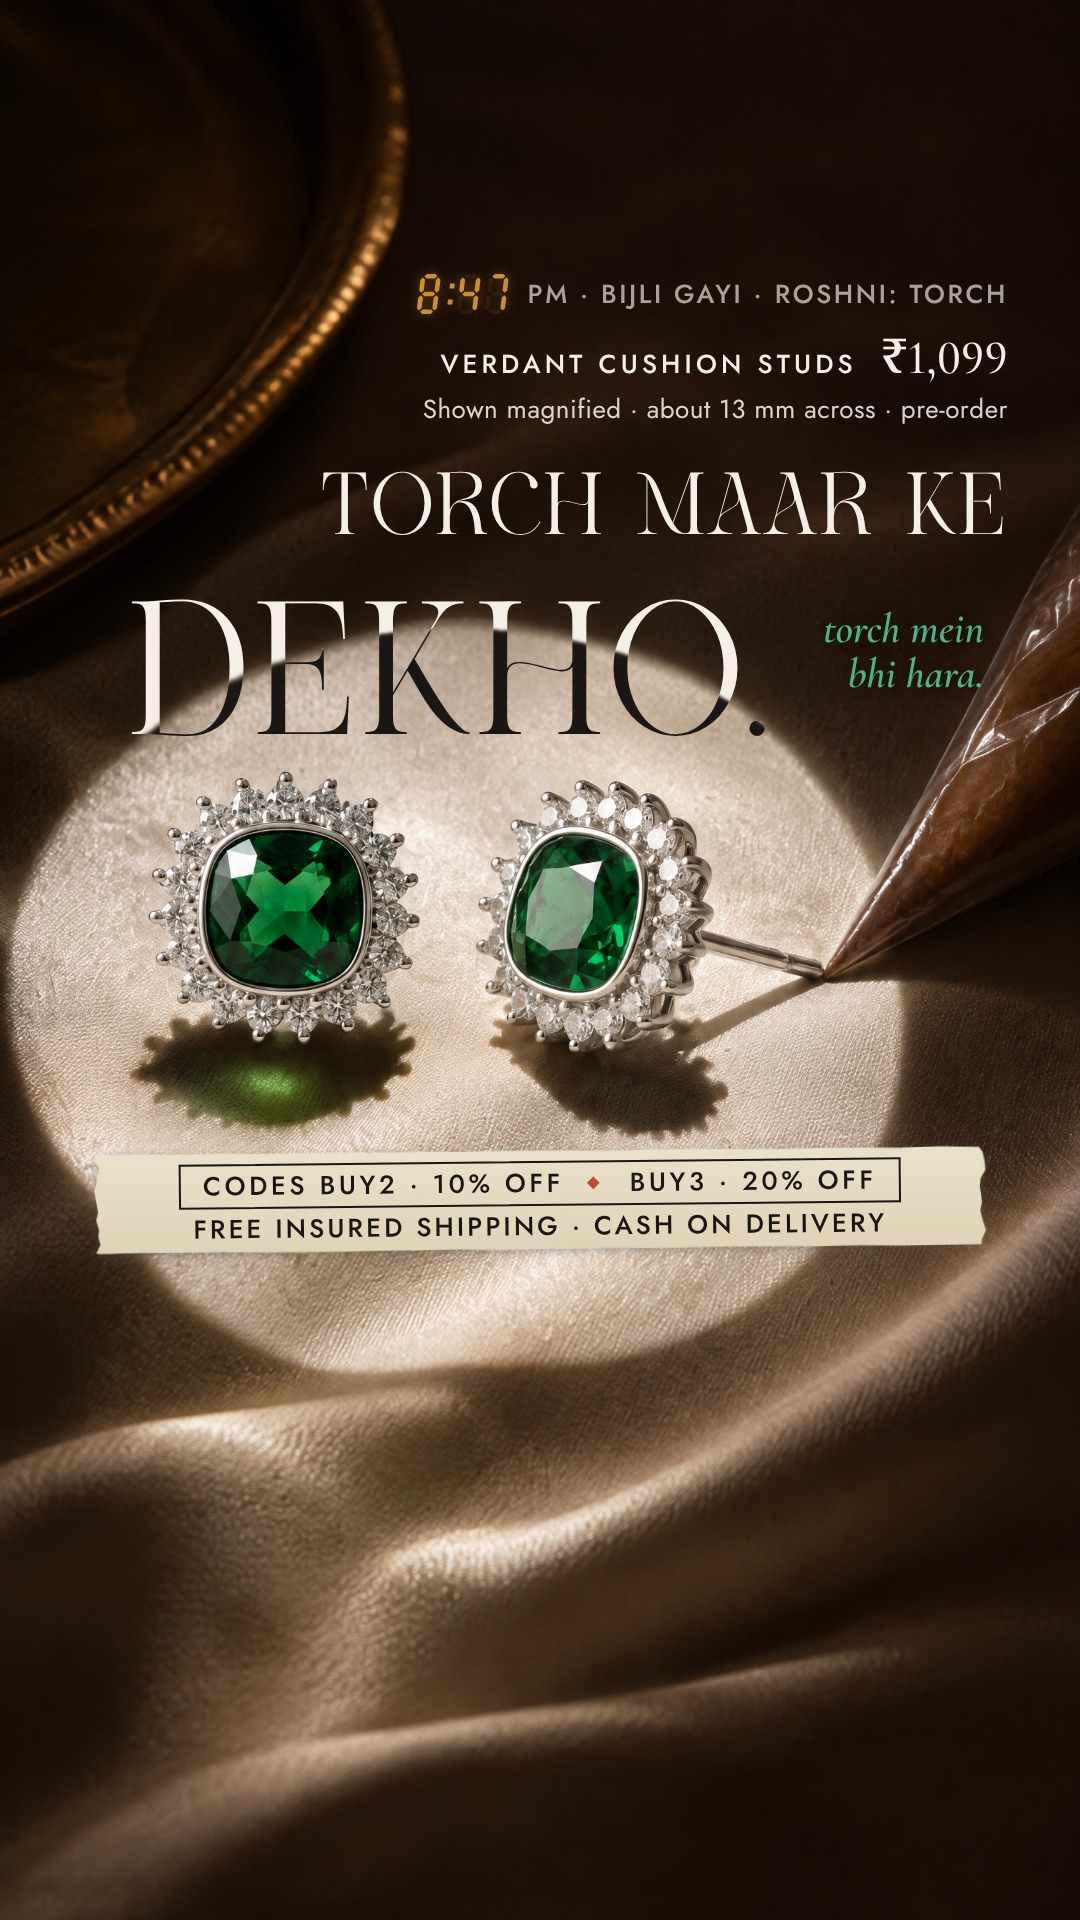 8:47 PM · BIJLI GAYI · ROSHNI: TORCH
VERDANT CUSHION STUDS ₹1,099
Shown magnified · about 13 mm across · pre-order
TORCH MAAR KE
DEKHO.
torch mein
bhi hara.
CODES BUY2 · 10% OFF ◆ BUY3 · 20% OFF
FREE INSURED SHIPPING · CASH ON DELIVERY